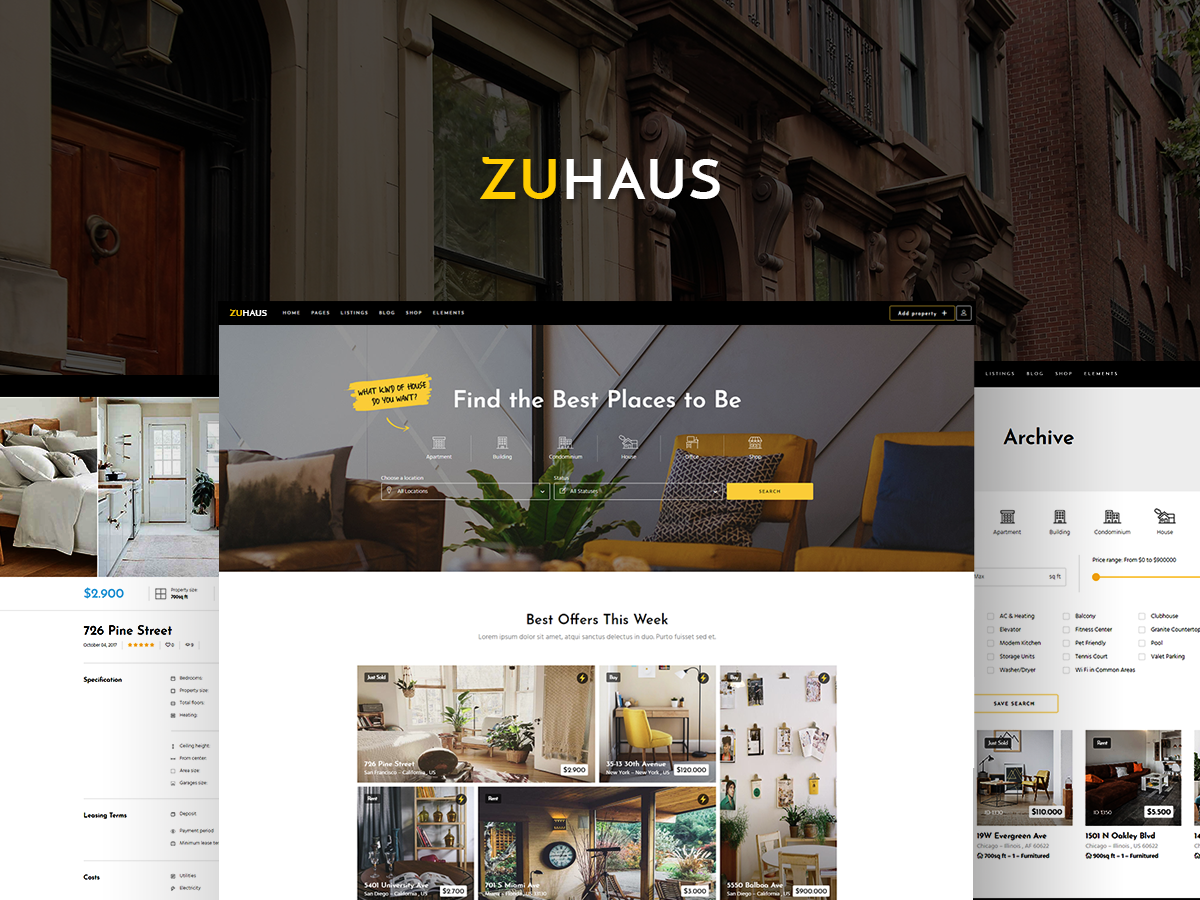 ZUHAUS
ZUHAUS HOME PAGES LISTINGS BLOG SHOP ELEMENTS Add property +
WHAT KIND OF HOUSE
DO YOU WANT?
Find the Best Places to Be
Apartment Building Condominium House Office Shop
Choose a location Status
All Locations All Statuses SEARCH
Best Offers This Week
Lorem ipsum dolor sit amet, atqui sanctus delectus in duo. Purto fuisset sed et.
Just Sold
726 Pine Street
San Francisco – California , US
$2.900
Buy
35-13 30th Avenue
New York – New York , US
$120.000
Buy
5550 Balboa Ave
San Diego – California , US
$900.000
Rent
5401 University Ave
San Diego – California , US
$2.700
Rent
701 S Miami Ave
Miami – Florida, US 33130
$3.000
$2.900
Property size:
790sq ft
726 Pine Street
October 04, 2017
Specification
Bedrooms:
Property size:
Total floors:
Heating:
Ceiling height:
From center:
Area size:
Garages size:
Leasing Terms
Deposit:
Payment period
Minimum lease
Costs
Utilities
Electricity
LISTINGS BLOG SHOP ELEMENTS
Archive
Apartment Building Condominium House
Max sq ft
Price range: From $0 to $900000
AC & Heating Balcony Clubhouse
Elevator Fitness Center Granite Countertop
Modern Kitchen Pet Friendly Pool
Storage Units Tennis Court Valet Parking
Washer/Dryer Wi Fi in Common Areas
SAVE SEARCH
Just Sold
ID 1330
$110.000
19W Evergreen Ave
Chicago – Illinois , AF 60622
700sq ft – 1 – Furnitured
Rent
ID 1350
$5.500
1501 N Oakley Blvd
Chicago – Illinois , US 60622
900sq ft – 1 – Furnitured